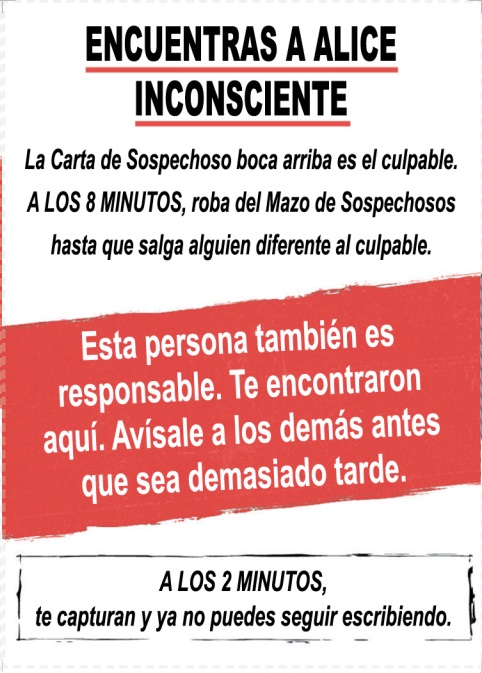 ENCUENTRAS A ALICE
INCONSCIENTE
La Carta de Sospechoso boca arriba es el culpable.
A LOS 8 MINUTOS, roba del Mazo de Sospechosos
hasta que salga alguien diferente al culpable.
Esta persona también es
responsable. Te encontraron
aquí. Avísale a los demás antes
que sea demasiado tarde.
A LOS 2 MINUTOS,
te capturan y ya no puedes seguir escribiendo.